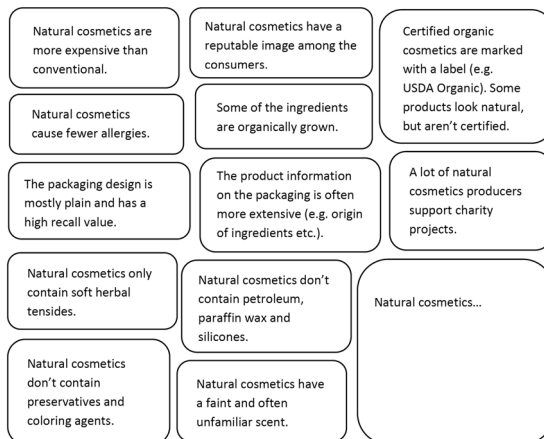 Natural cosmetics are
more expensive than
conventional.
Natural cosmetics have a
reputable image among the
consumers.
Certified organic
cosmetics are marked
with a label (e.g.
USDA Organic). Some
products look natural,
but aren’t certified.
Natural cosmetics
cause fewer allergies.
Some of the ingredients
are organically grown.
The packaging design is
mostly plain and has a
high recall value.
The product information
on the packaging is often
more extensive (e.g. origin
of ingredients etc.).
A lot of natural
cosmetics producers
support charity
projects.
Natural cosmetics only
contain soft herbal
tensides.
Natural cosmetics don’t
contain petroleum,
paraffin wax and
silicones.
Natural cosmetics...
Natural cosmetics
don’t contain
preservatives and
coloring agents.
Natural cosmetics have
a faint and often
unfamiliar scent.